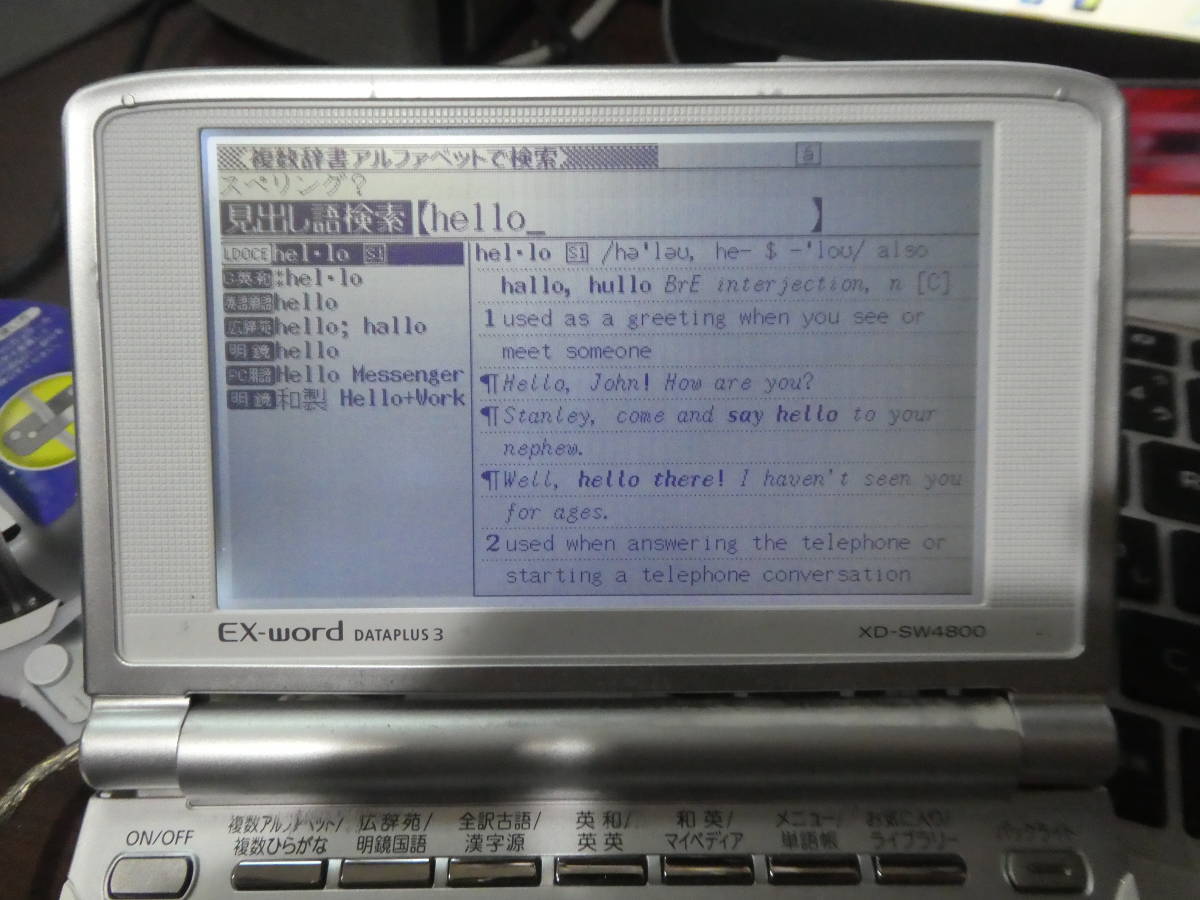 複数辞書アルファベットで検索
á
スペリング?
見出し語検索【hello_】
LDOCE hel·lo S1
G英和 :hel·lo
英語類語 hello
広辞苑 hello; hallo
明鏡 hello
PC用語 Hello Messenger
明鏡 和製 Hello+Work
hel·lo S1 /həˈləʊ, he- $ -ˈloʊ/ also
hallo, hullo BrE interjection, n [C]
1 used as a greeting when you see or
meet someone
¶Hello, John! How are you?
¶Stanley, come and say hello to your
nephew.
¶Well, hello there! I haven't seen you
for ages.
2 used when answering the telephone or
starting a telephone conversation
EX-word DATAPLUS 3
XD-SW4800
ON/OFF
複数アルファベット/
複数ひらがな
広辞苑/
明鏡国語
全訳古語/
漢字源
英和/
英英
和英/
マイペディア
メニュー/
単語帳
お気に入り/
ライブラリー
バックライト